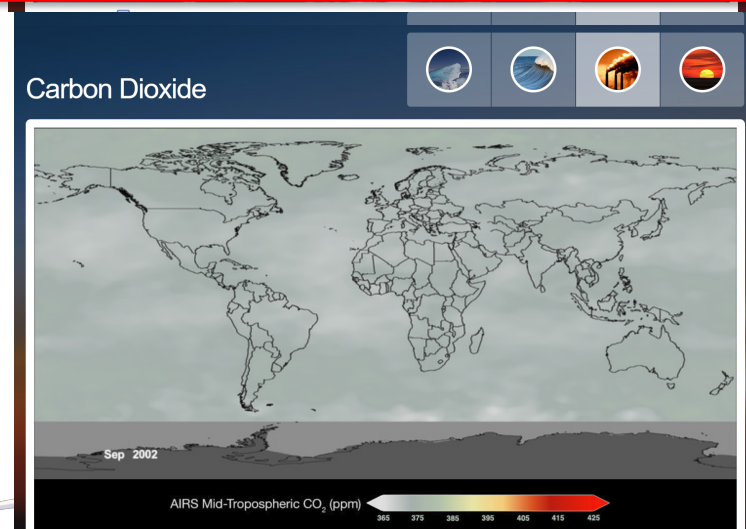 Carbon Dioxide
Sep 2002
AIRS Mid-Tropospheric CO₂ (ppm)
365 375 385 395 405 415 425